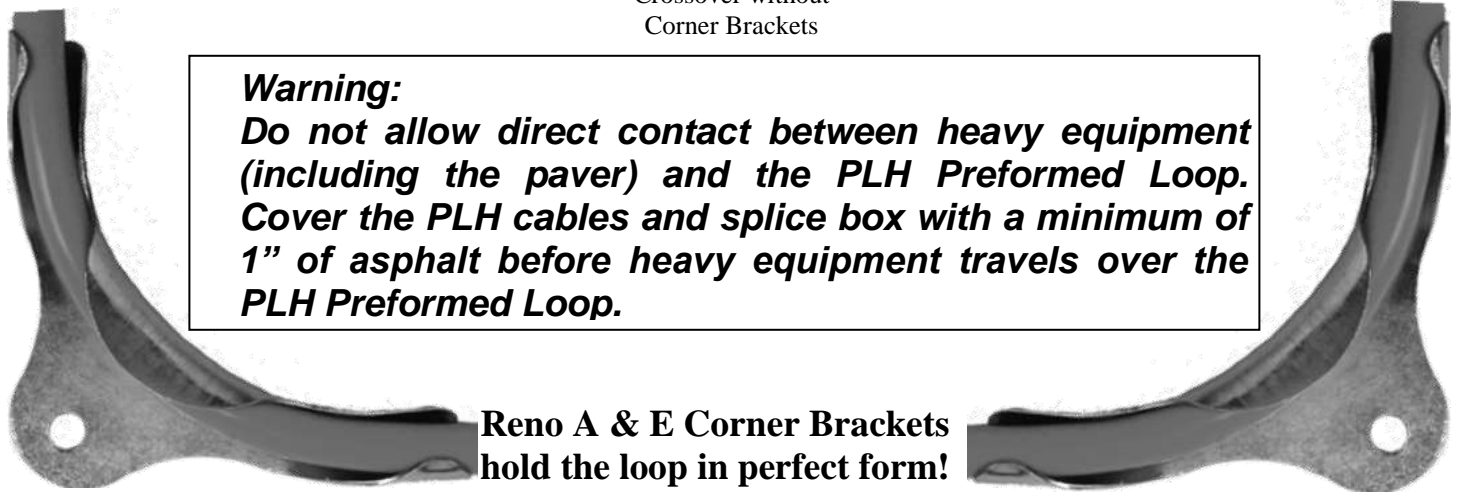 Crossover without
Corner Brackets
Warning:
Do not allow direct contact between heavy equipment
(including the paver) and the PLH Preformed Loop.
Cover the PLH cables and splice box with a minimum of
1” of asphalt before heavy equipment travels over the
PLH Preformed Loop.
Reno A & E Corner Brackets
hold the loop in perfect form!